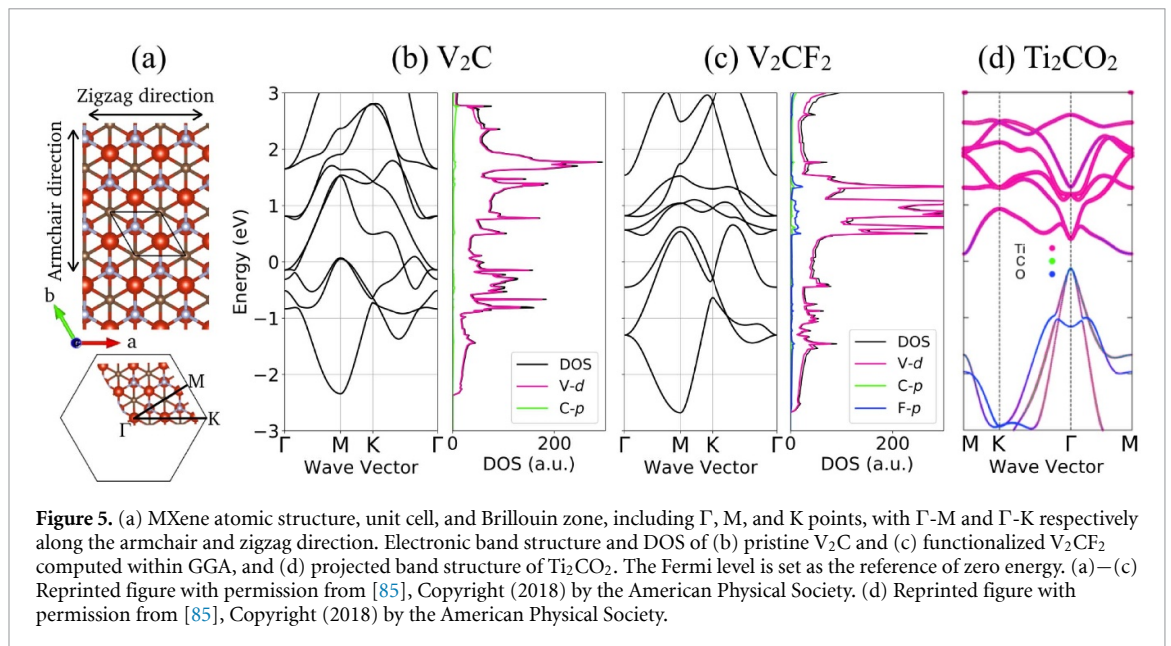 (a)
(b) V₂C
(c) V₂CF₂
(d) Ti₂CO₂
Zigzag direction
Armchair direction
b
a
M
K
Γ
Energy (eV)
3
2
1
0
−1
−2
−3
Γ
M
K
Γ
Wave Vector
DOS
V-d
C-p
0
200
DOS (a.u.)
Γ
M
K
Γ
Wave Vector
DOS
V-d
C-p
F-p
0
200
DOS (a.u.)
Ti
C
O
M
K
Γ
M
Wave Vector
Figure 5. (a) MXene atomic structure, unit cell, and Brillouin zone, including Γ, M, and K points, with Γ-M and Γ-K respectively
along the armchair and zigzag direction. Electronic band structure and DOS of (b) pristine V₂C and (c) functionalized V₂CF₂
computed within GGA, and (d) projected band structure of Ti₂CO₂. The Fermi level is set as the reference of zero energy. (a)−(c)
Reprinted figure with permission from [85], Copyright (2018) by the American Physical Society. (d) Reprinted figure with
permission from [85], Copyright (2018) by the American Physical Society.